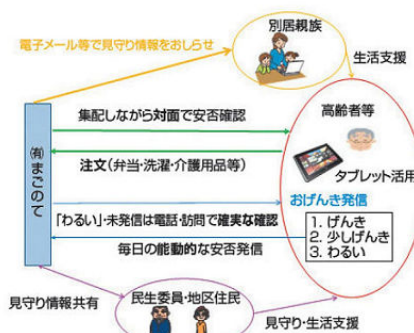 別居親族
電子メール等で見守り情報をおしらせ
生活支援
高齢者等
集配しながら対面で安否確認
注文(弁当・洗濯・介護用品等)
タブレット活用
㈲まごのて
おげんき発信
「わるい」・未発信は電話・訪問で確実な確認
1. げんき
2. 少しげんき
3. わるい
毎日の能動的な安否発信
見守り情報共有
民生委員・地区住民
見守り・生活支援